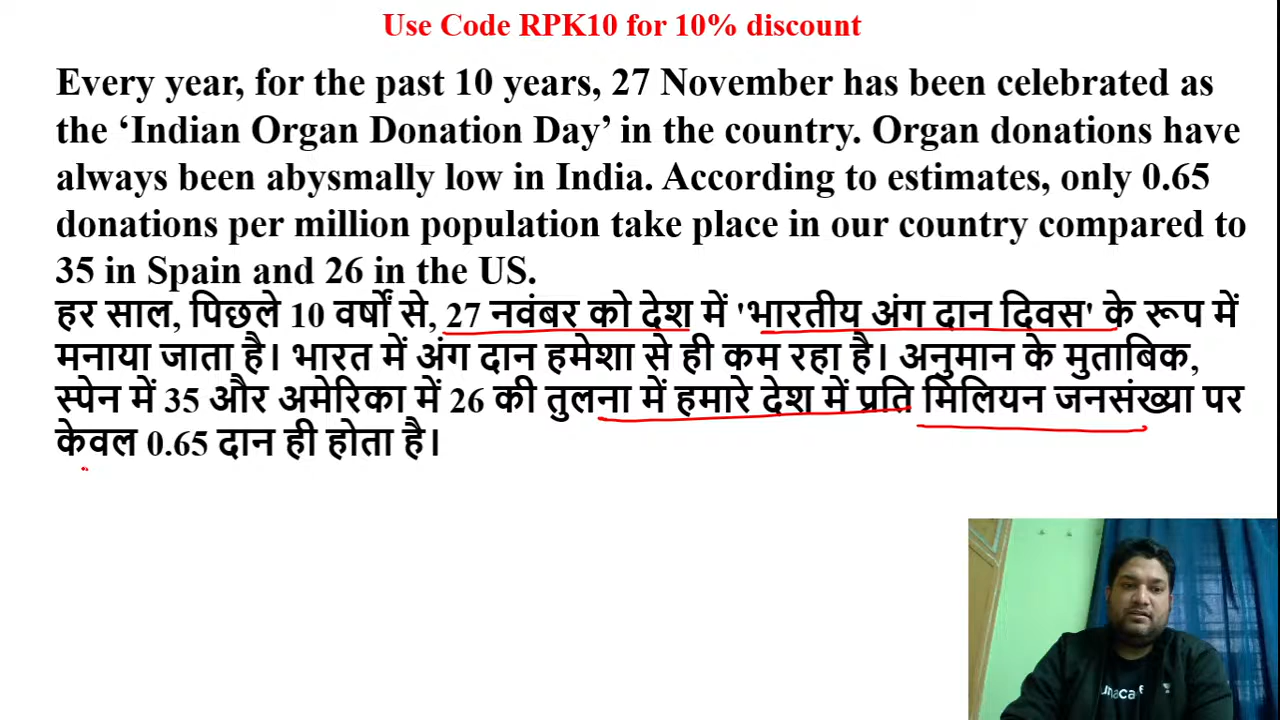 Use Code RPK10 for 10% discount
Every year, for the past 10 years, 27 November has been celebrated as
the ‘Indian Organ Donation Day’ in the country. Organ donations have
always been abysmally low in India. According to estimates, only 0.65
donations per million population take place in our country compared to
35 in Spain and 26 in the US.
हर साल, पिछले 10 वर्षों से, 27 नवंबर को देश में 'भारतीय अंग दान दिवस' के रूप में
मनाया जाता है। भारत में अंग दान हमेशा से ही कम रहा है। अनुमान के मुताबिक,
स्पेन में 35 और अमेरिका में 26 की तुलना में हमारे देश में प्रति मिलियन जनसंख्या पर
केवल 0.65 दान ही होता है।